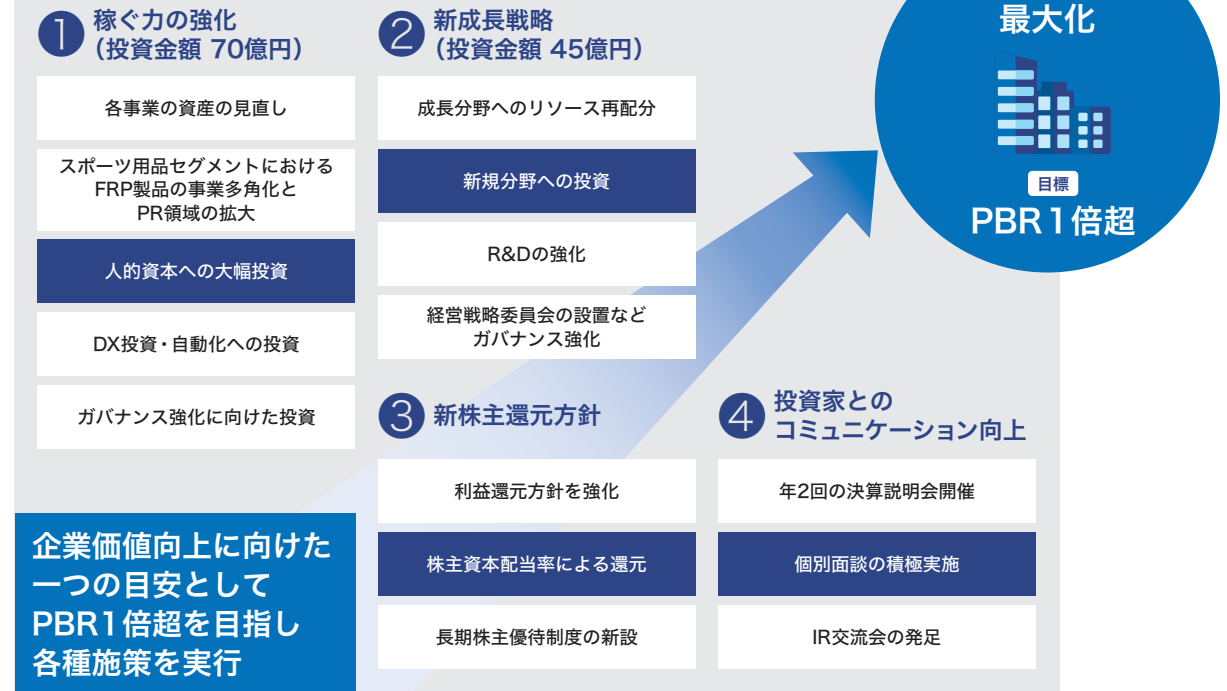 1 稼ぐ力の強化
（投資金額 70億円）
各事業の資産の見直し
スポーツ用品セグメントにおける
FRP製品の事業多角化と
PR領域の拡大
人的資本への大幅投資
DX投資・自動化への投資
ガバナンス強化に向けた投資
2 新成長戦略
（投資金額 45億円）
成長分野へのリソース再配分
新規分野への投資
R&Dの強化
経営戦略委員会の設置など
ガバナンス強化
最大化
目標
PBR1倍超
3 新株主還元方針
利益還元方針を強化
株主資本配当率による還元
長期株主優待制度の新設
4 投資家との
コミュニケーション向上
年2回の決算説明会開催
個別面談の積極実施
IR交流会の発足
企業価値向上に向けた
一つの目安として
PBR1倍超を目指し
各種施策を実行